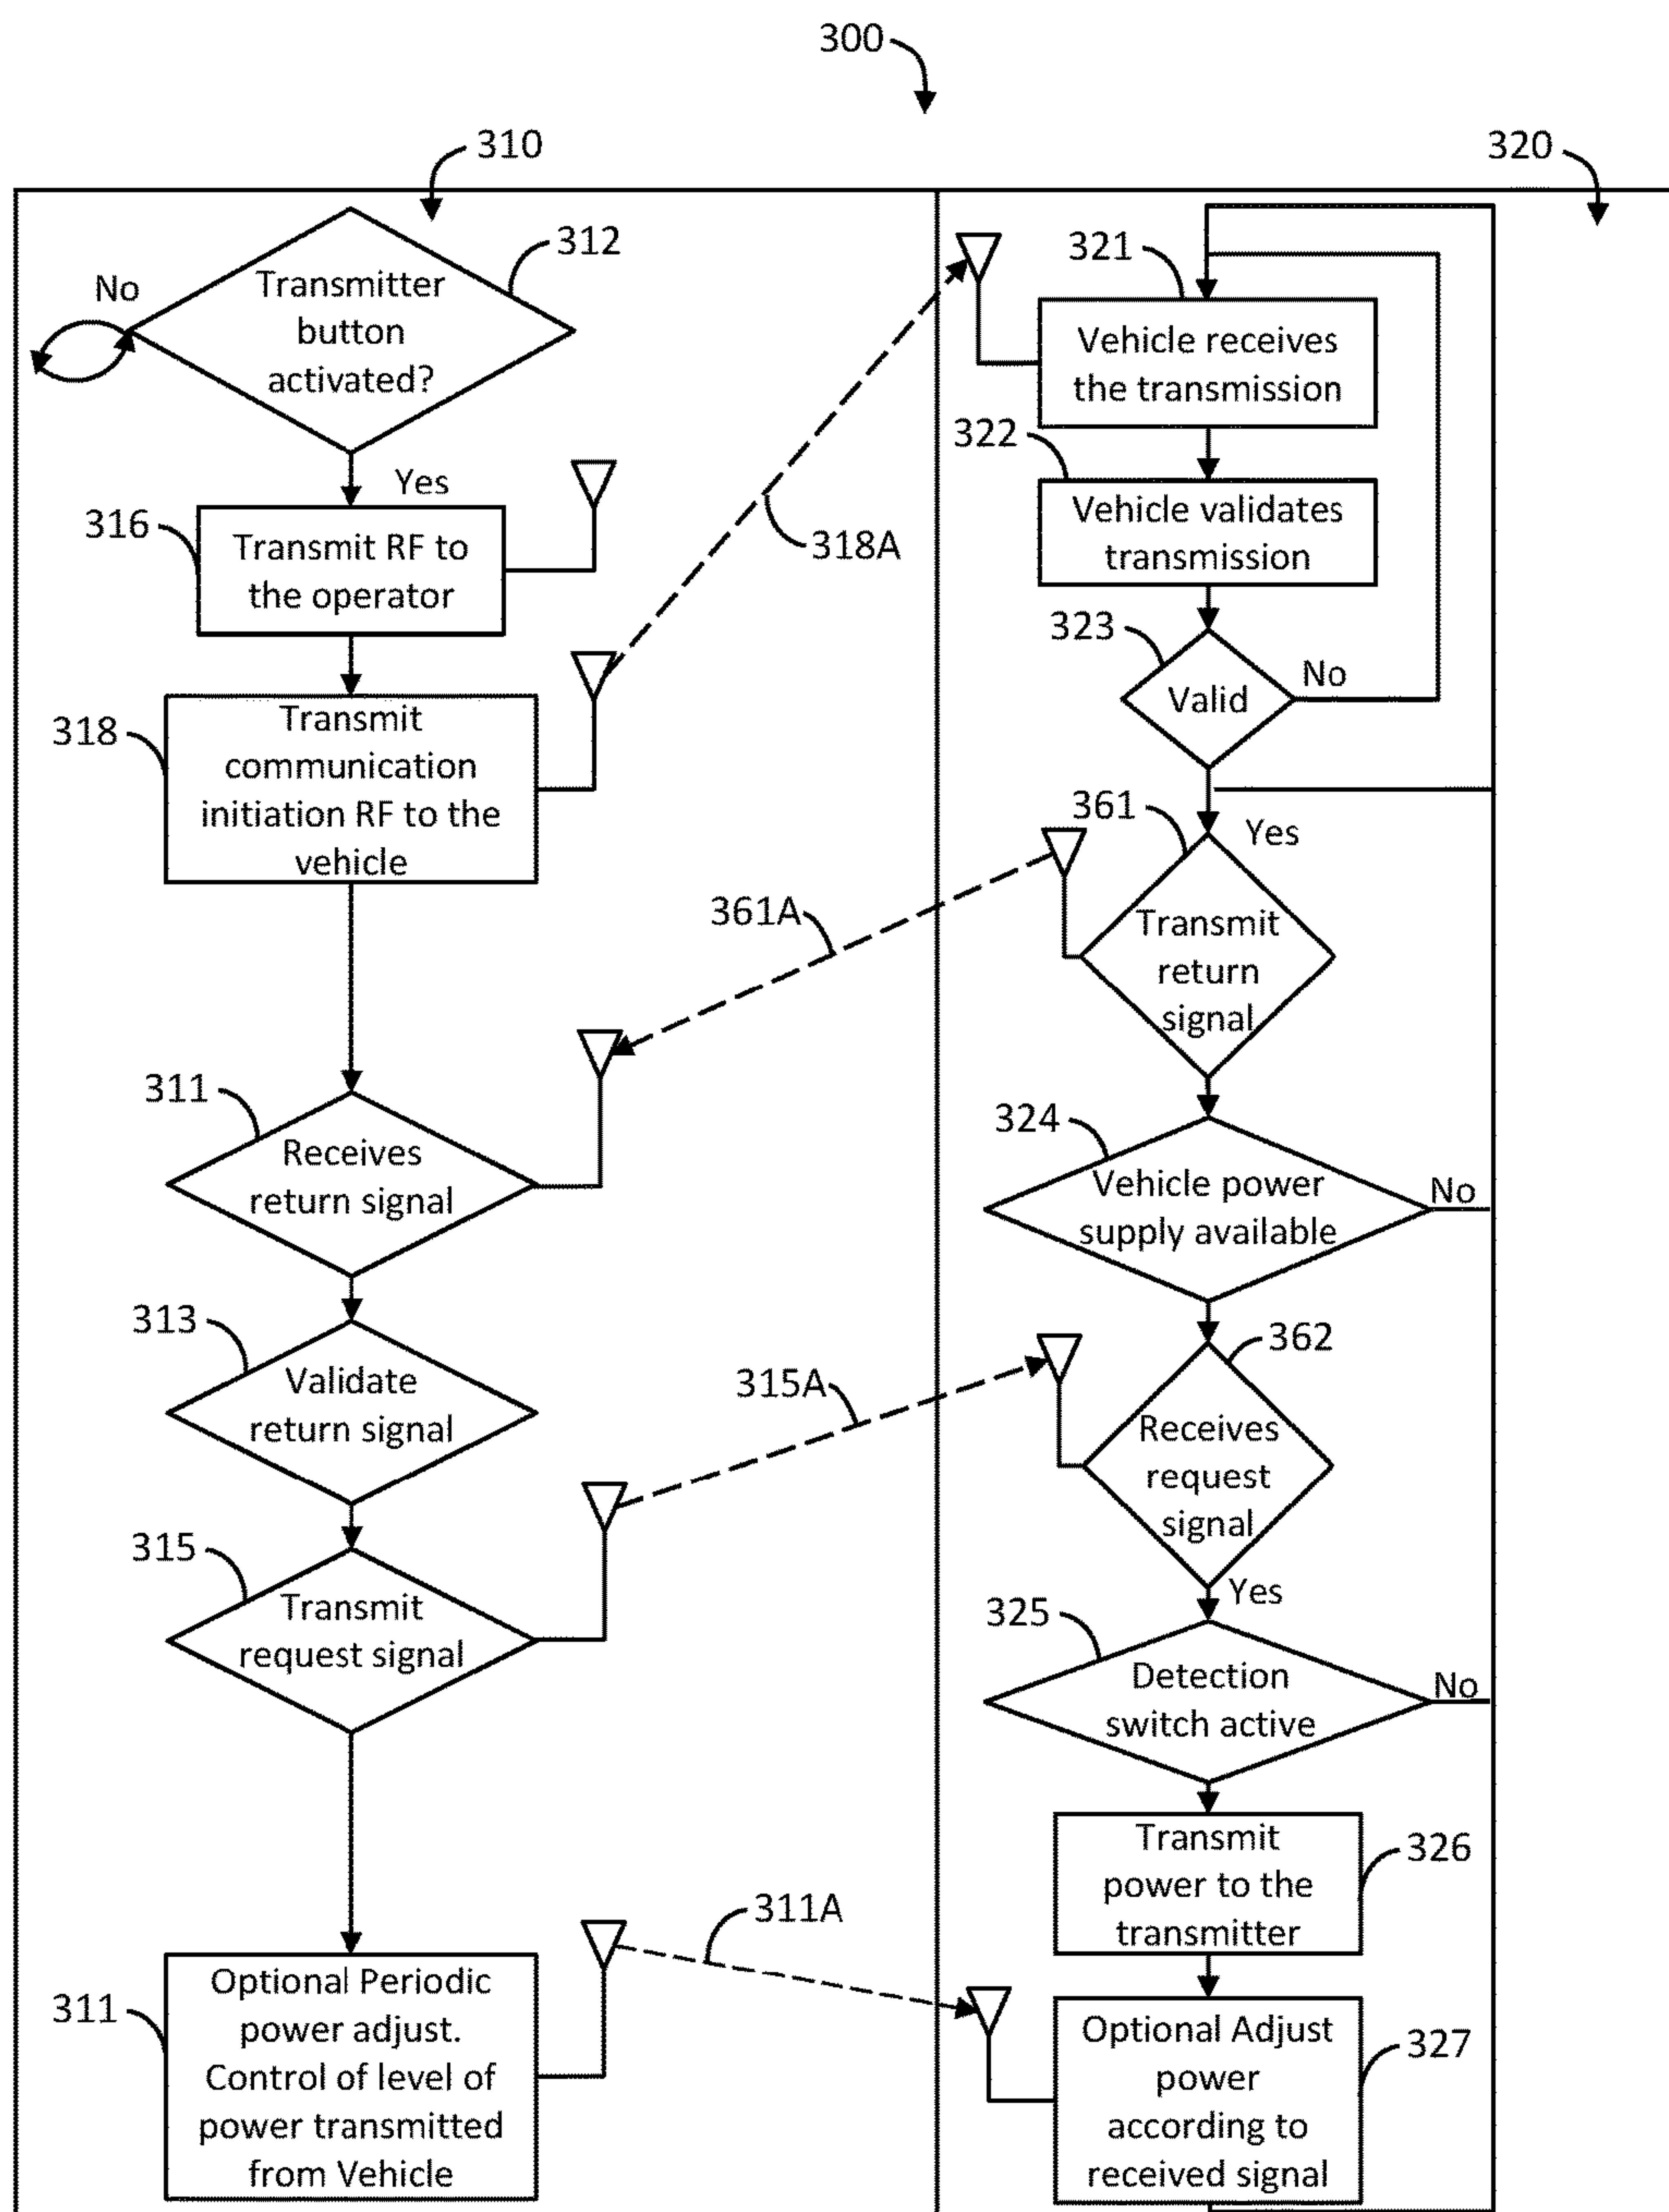 300
310
320
312
No
Transmitter
button
activated?
Yes
316
Transmit RF to
the operator
318
Transmit
communication
initiation RF to the
vehicle
318A
361A
311
Receives
return signal
313
Validate
return signal
315A
315
Transmit
request signal
311A
311
Optional Periodic
power adjust.
Control of level of
power transmitted
from Vehicle
321
Vehicle receives
the transmission
322
Vehicle validates
transmission
323
Valid
No
361
Yes
Transmit
return
signal
324
Vehicle power
supply available
No
362
Receives
request
signal
Yes
325
Detection
switch active
No
Transmit
power to the
transmitter
326
Optional Adjust
power
according to
received signal
327